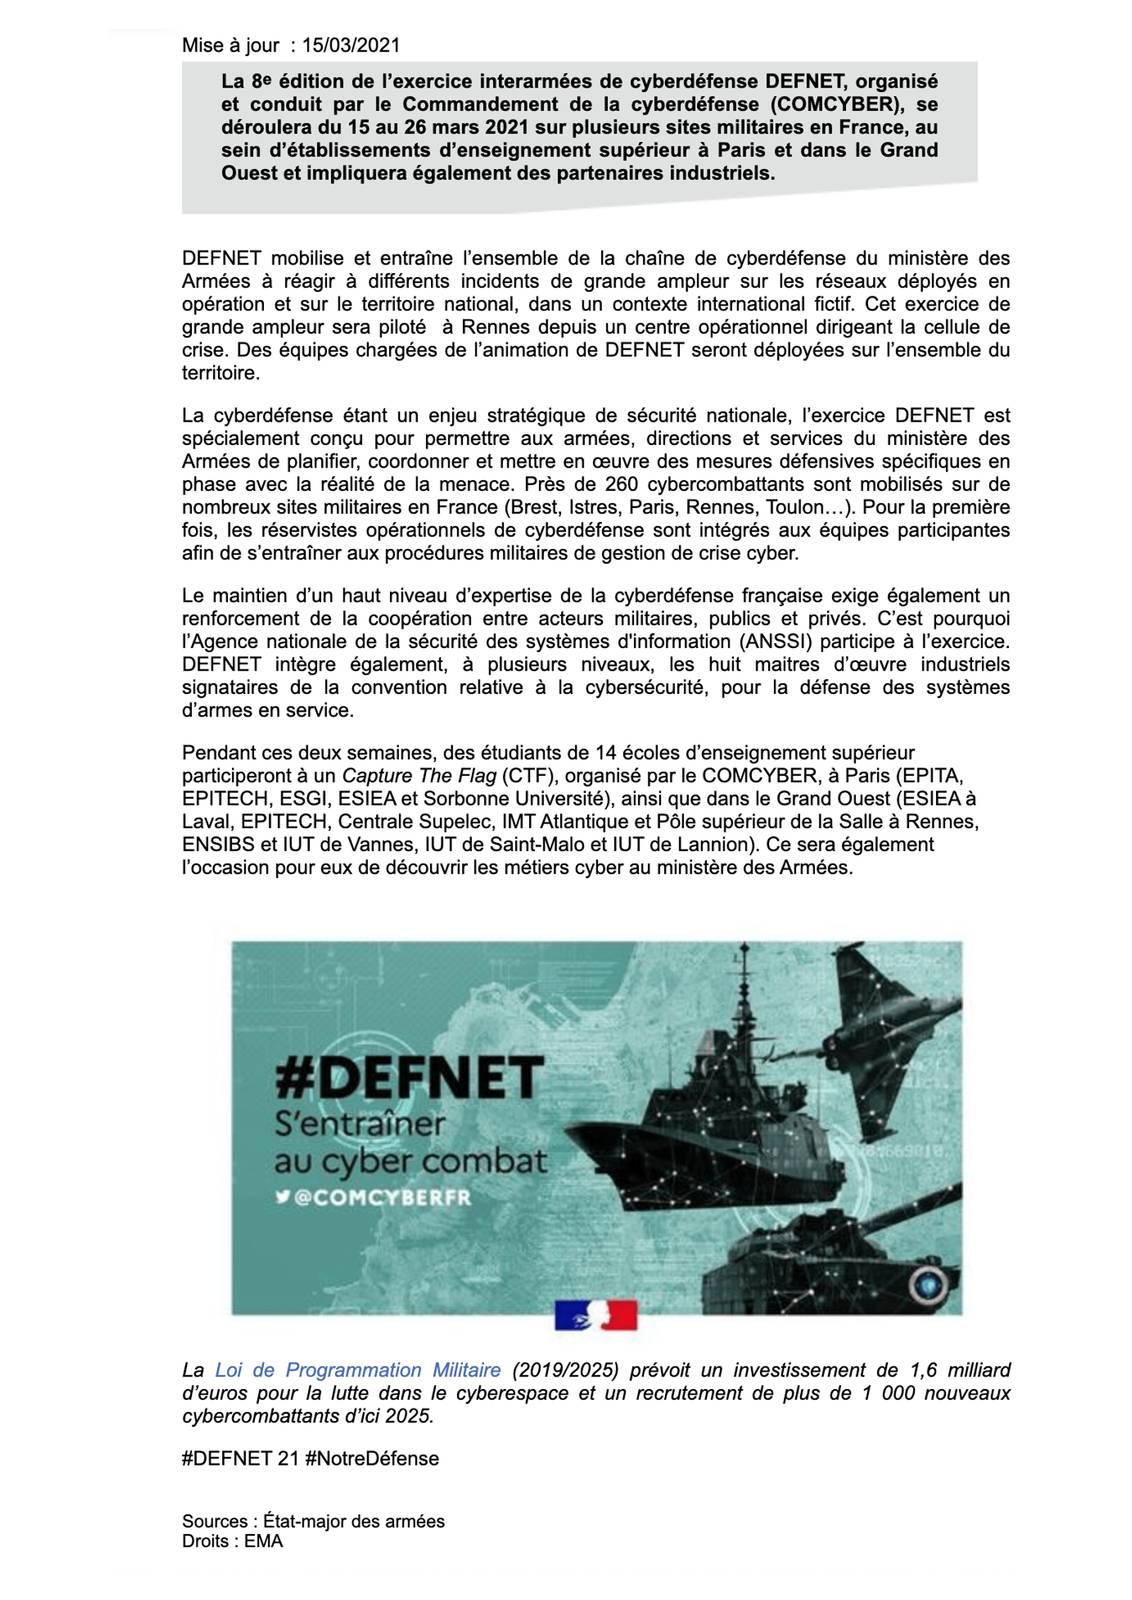 Mise à jour : 15/03/2021
La 8e édition de l’exercice interarmées de cyberdéfense DEFNET, organisé
et conduit par le Commandement de la cyberdéfense (COMCYBER), se
déroulera du 15 au 26 mars 2021 sur plusieurs sites militaires en France, au
sein d’établissements d’enseignement supérieur à Paris et dans le Grand
Ouest et impliquera également des partenaires industriels.
DEFNET mobilise et entraîne l’ensemble de la chaîne de cyberdéfense du ministère des
Armées à réagir à différents incidents de grande ampleur sur les réseaux déployés en
opération et sur le territoire national, dans un contexte international fictif. Cet exercice de
grande ampleur sera piloté à Rennes depuis un centre opérationnel dirigeant la cellule de
crise. Des équipes chargées de l’animation de DEFNET seront déployées sur l’ensemble du
territoire.
La cyberdéfense étant un enjeu stratégique de sécurité nationale, l’exercice DEFNET est
spécialement conçu pour permettre aux armées, directions et services du ministère des
Armées de planifier, coordonner et mettre en œuvre des mesures défensives spécifiques en
phase avec la réalité de la menace. Près de 260 cybercombattants sont mobilisés sur de
nombreux sites militaires en France (Brest, Istres, Paris, Rennes, Toulon…). Pour la première
fois, les réservistes opérationnels de cyberdéfense sont intégrés aux équipes participantes
afin de s’entraîner aux procédures militaires de gestion de crise cyber.
Le maintien d’un haut niveau d’expertise de la cyberdéfense française exige également un
renforcement de la coopération entre acteurs militaires, publics et privés. C’est pourquoi
l’Agence nationale de la sécurité des systèmes d'information (ANSSI) participe à l’exercice.
DEFNET intègre également, à plusieurs niveaux, les huit maitres d’œuvre industriels
signataires de la convention relative à la cybersécurité, pour la défense des systèmes
d’armes en service.
Pendant ces deux semaines, des étudiants de 14 écoles d’enseignement supérieur
participeront à un Capture The Flag (CTF), organisé par le COMCYBER, à Paris (EPITA,
EPITECH, ESGI, ESIEA et Sorbonne Université), ainsi que dans le Grand Ouest (ESIEA à
Laval, EPITECH, Centrale Supelec, IMT Atlantique et Pôle supérieur de la Salle à Rennes,
ENSIBS et IUT de Vannes, IUT de Saint-Malo et IUT de Lannion). Ce sera également
l’occasion pour eux de découvrir les métiers cyber au ministère des Armées.
#DEFNET
S’entraîner
au cyber combat
@COMCYBERFR
La Loi de Programmation Militaire (2019/2025) prévoit un investissement de 1,6 milliard
d’euros pour la lutte dans le cyberespace et un recrutement de plus de 1 000 nouveaux
cybercombattants d’ici 2025.
#DEFNET 21 #NotreDéfense
Sources : État-major des armées
Droits : EMA